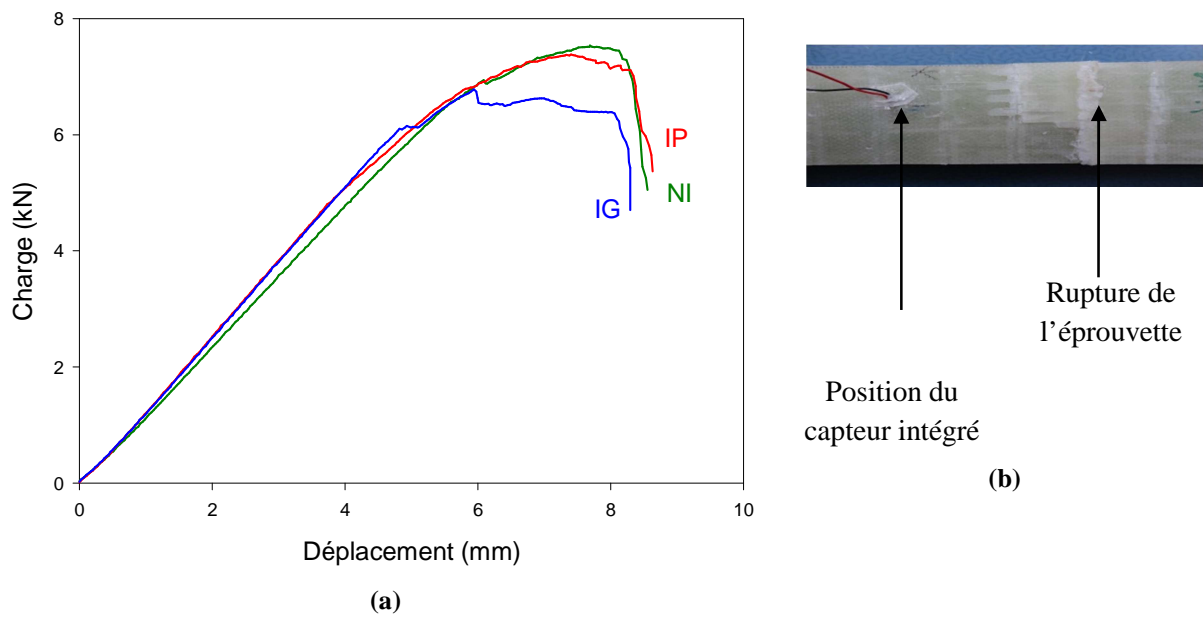 8
6
4
2
0
Charge (kN)
IP
NI
IG
0 2 4 6 8 10
Déplacement (mm)
(a)
Rupture de
l’éprouvette
Position du
capteur intégré
(b)